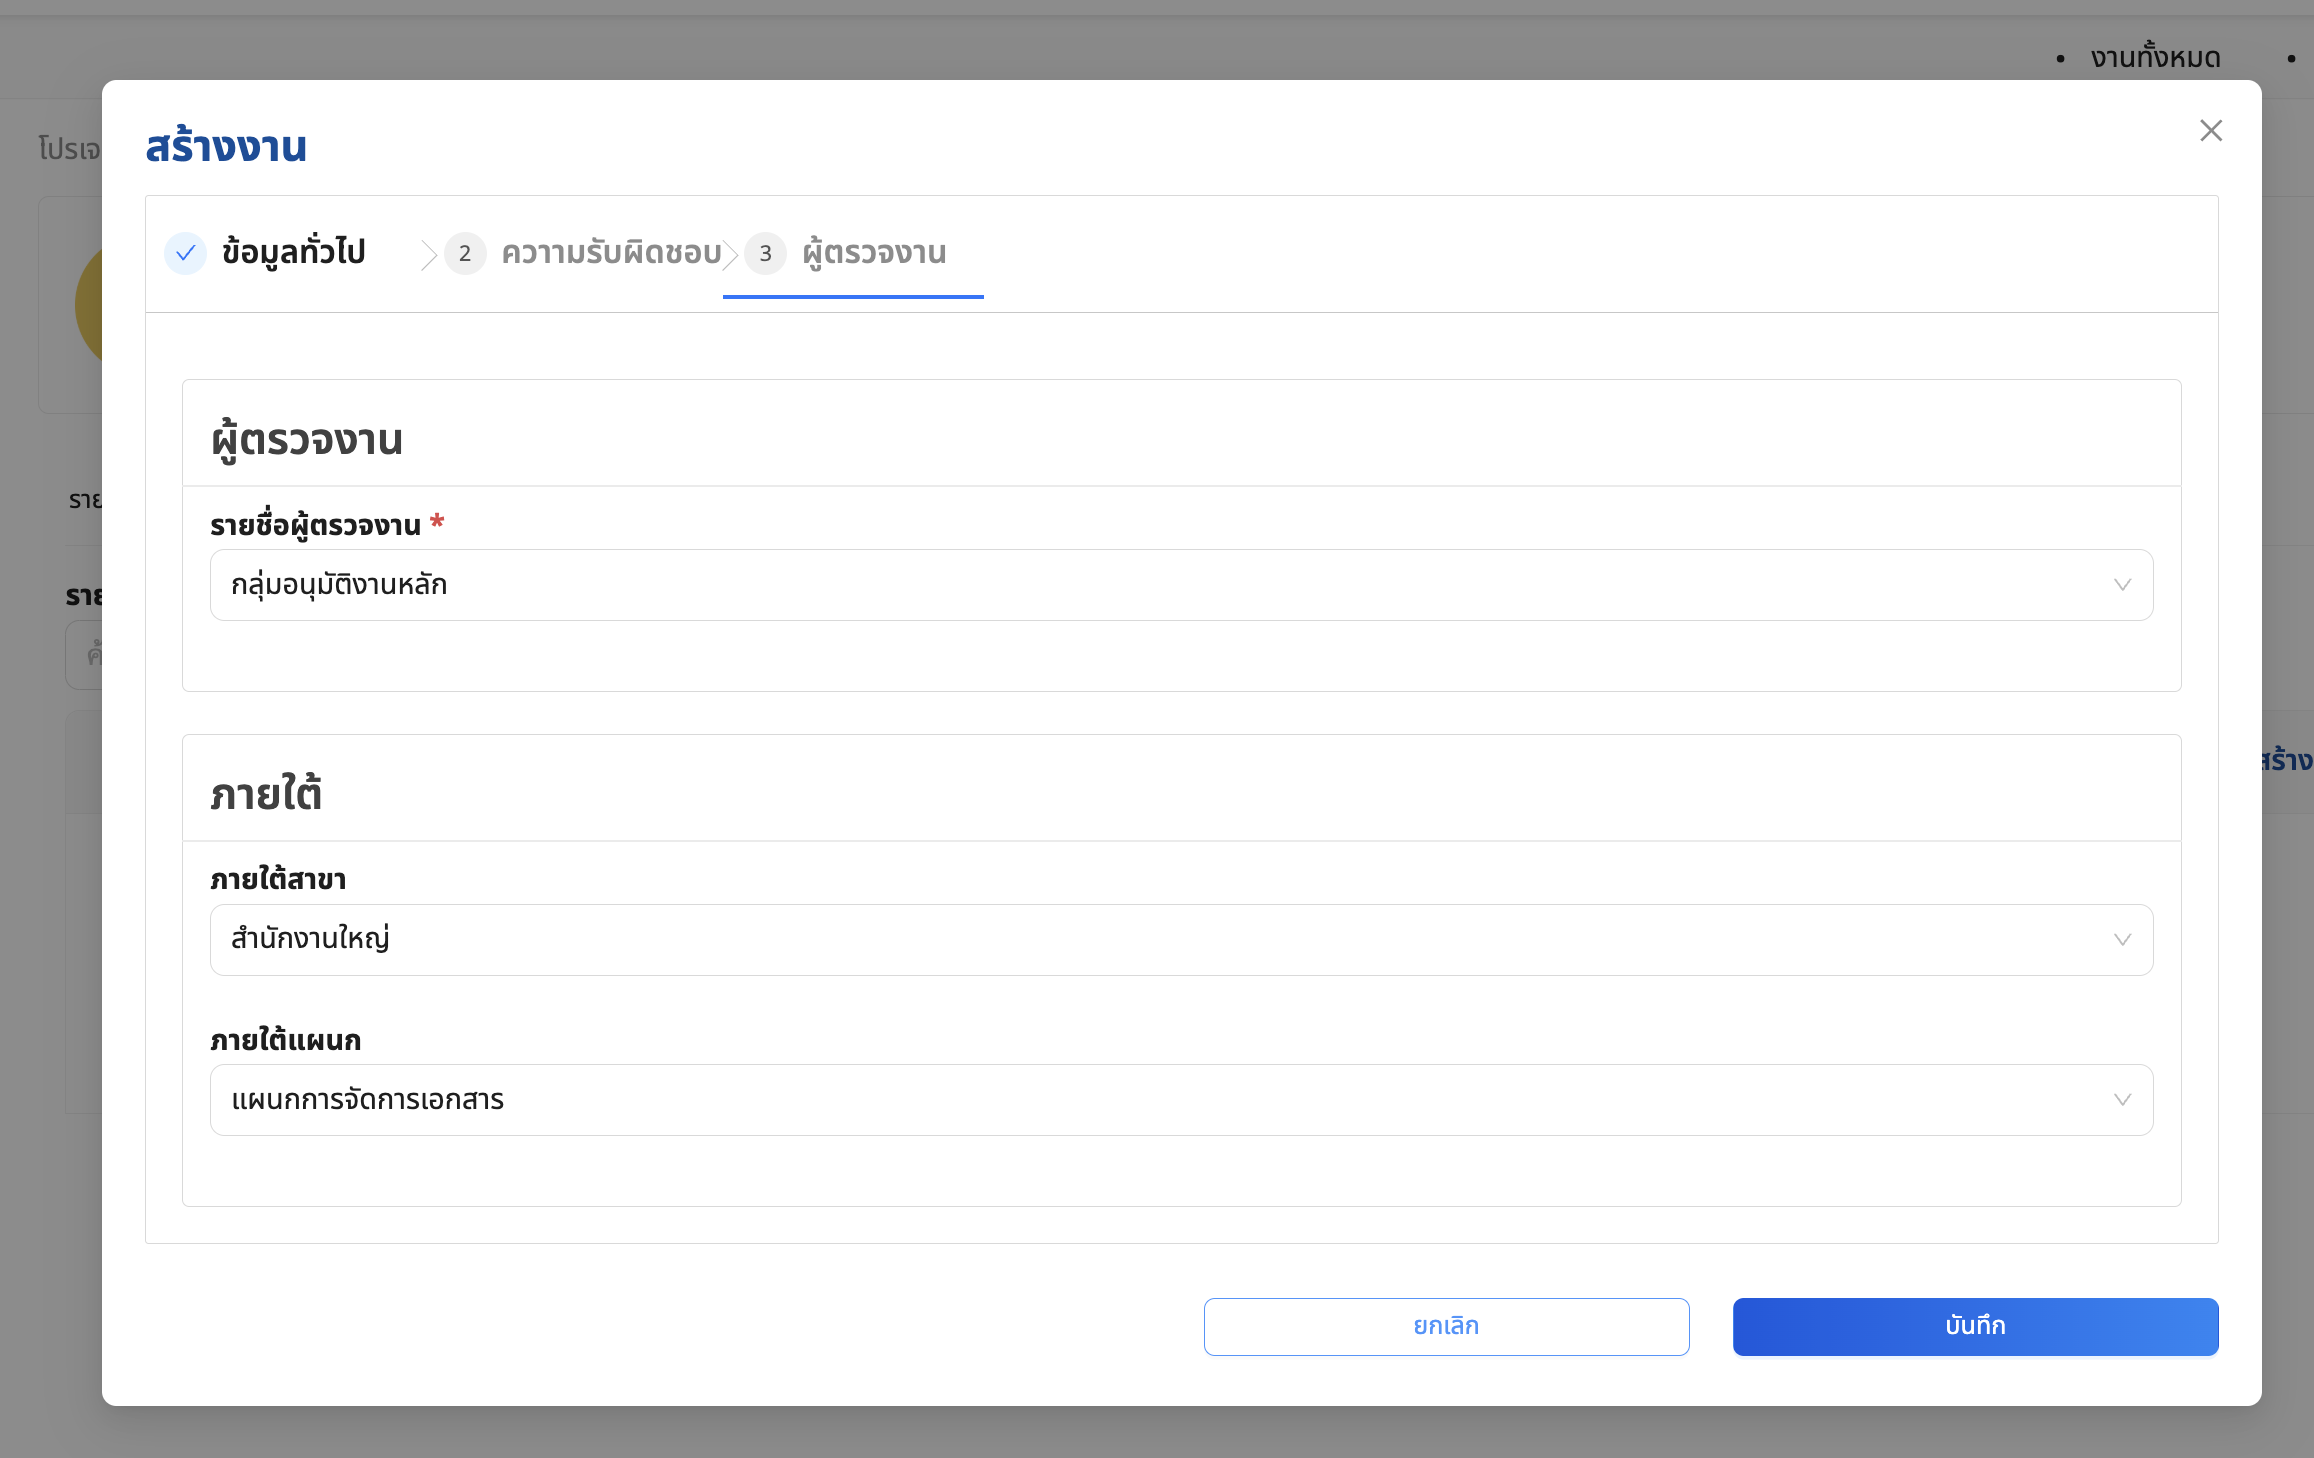 งานทั้งหมด
สร้างงาน
ข้อมูลทั่วไป
2 ความรับผิดชอบ
3 ผู้ตรวจงาน
ผู้ตรวจงาน
รายชื่อผู้ตรวจงาน *
กลุ่มอนุมัติงานหลัก
ภายใต้
ภายใต้สาขา
สำนักงานใหญ่
ภายใต้แผนก
แผนกการจัดการเอกสาร
ยกเลิก
บันทึก
โปรเจ
ราย
ราย
สร้าง